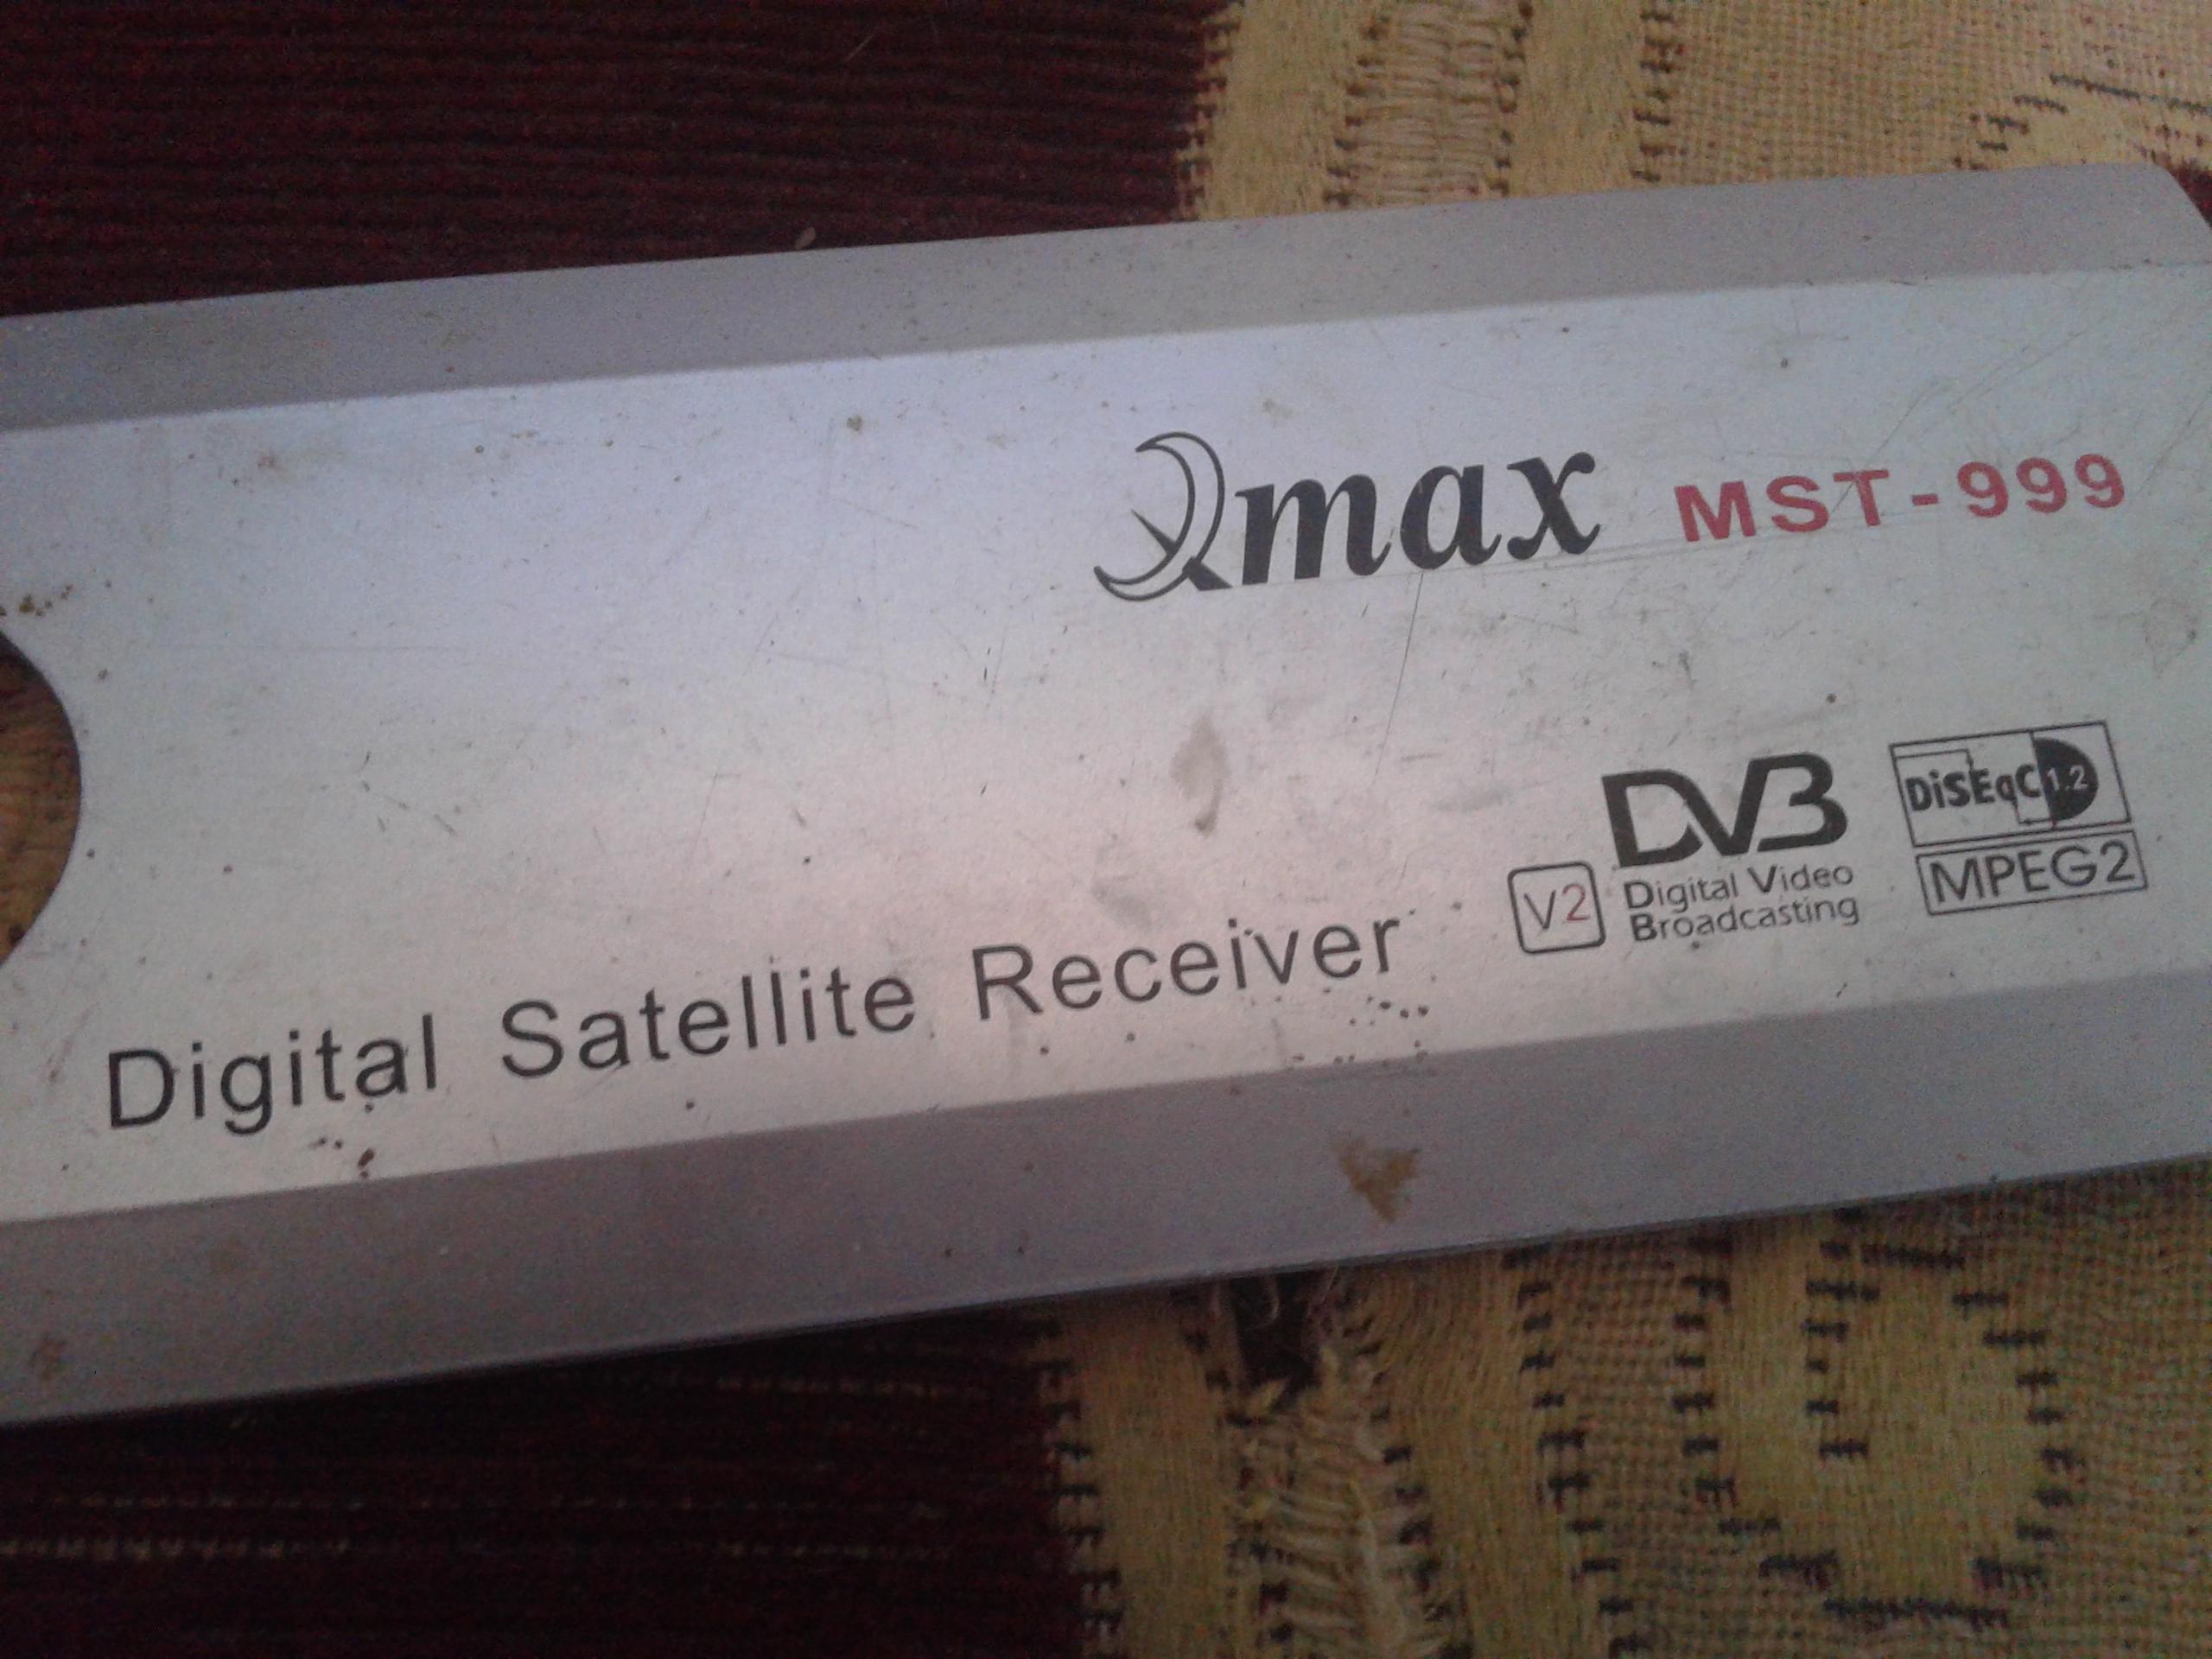 Qmax MST-999
DVB
Digital Video
Broadcasting
V2
DiSEqC 1.2
MPEG2
Digital Satellite Receiver